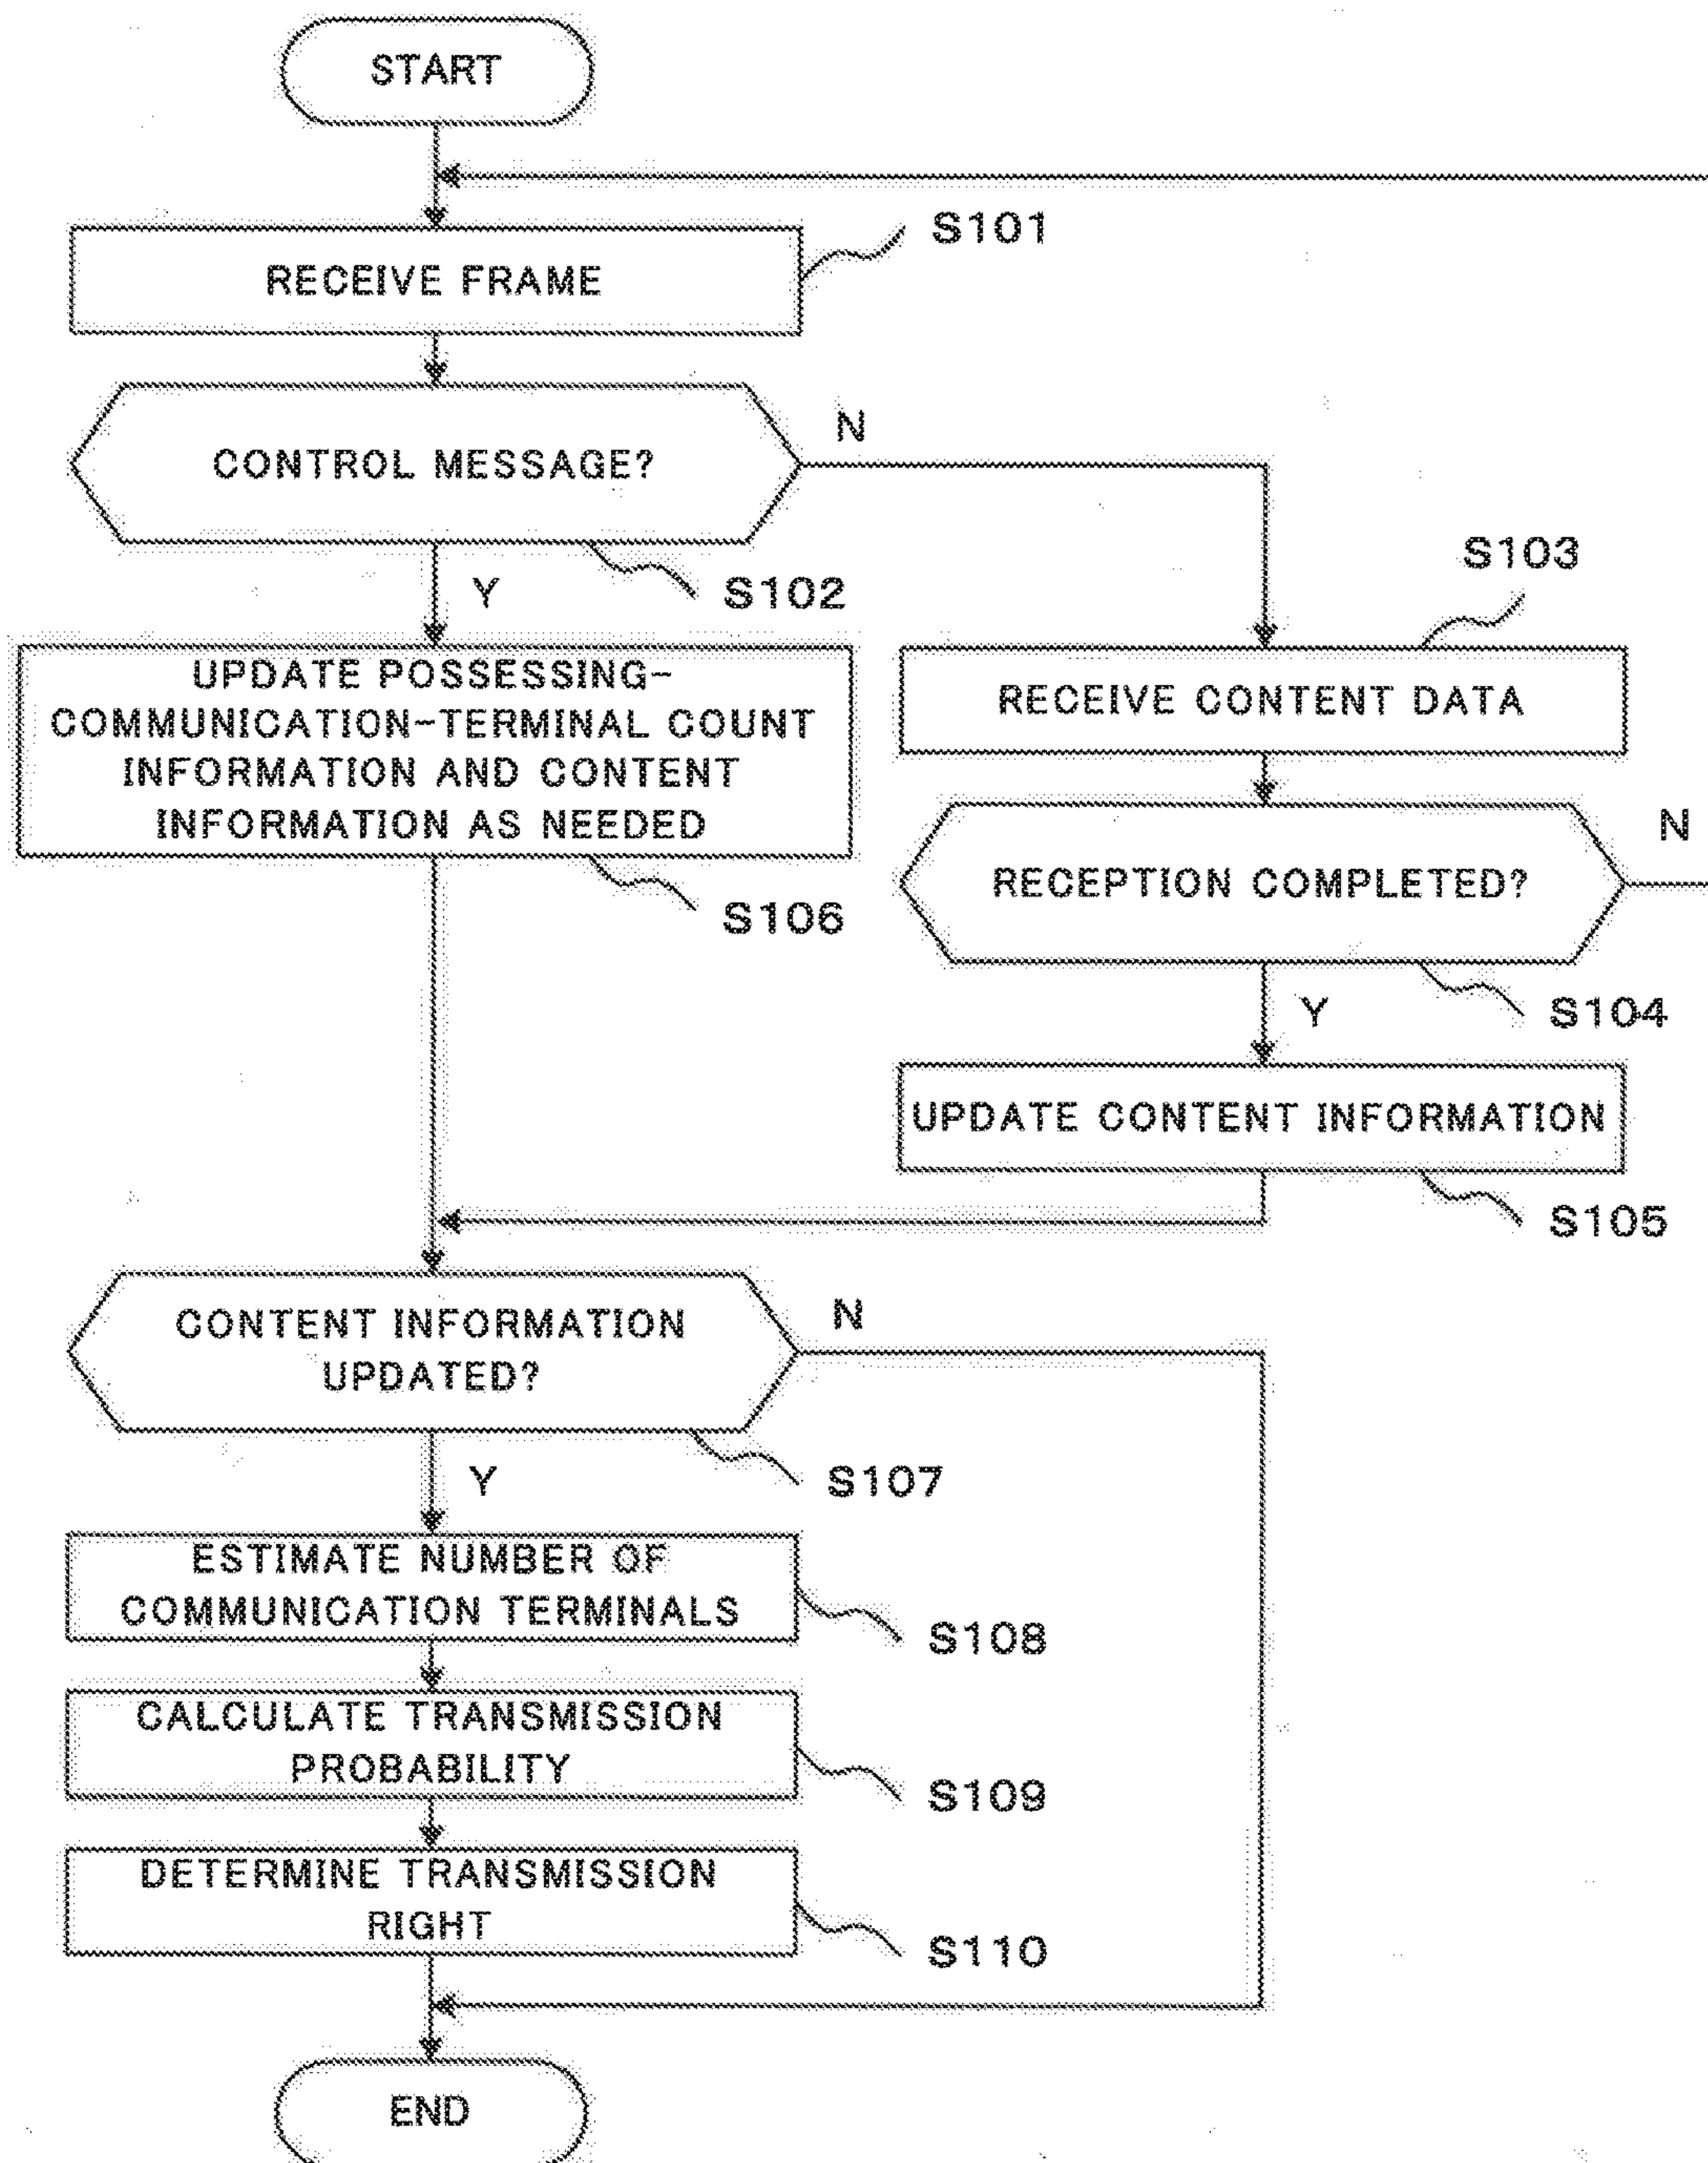 START
S101
RECEIVE FRAME
N
CONTROL MESSAGE?
S103
Y
S102
UPDATE POSSESSING-
COMMUNICATION-TERMINAL COUNT
INFORMATION AND CONTENT
INFORMATION AS NEEDED
RECEIVE CONTENT DATA
N
RECEPTION COMPLETED?
S106
Y
S104
UPDATE CONTENT INFORMATION
S105
CONTENT INFORMATION
UPDATED?
N
Y
S107
ESTIMATE NUMBER OF
COMMUNICATION TERMINALS
S108
CALCULATE TRANSMISSION
PROBABILITY
S109
DETERMINE TRANSMISSION
RIGHT
S110
END